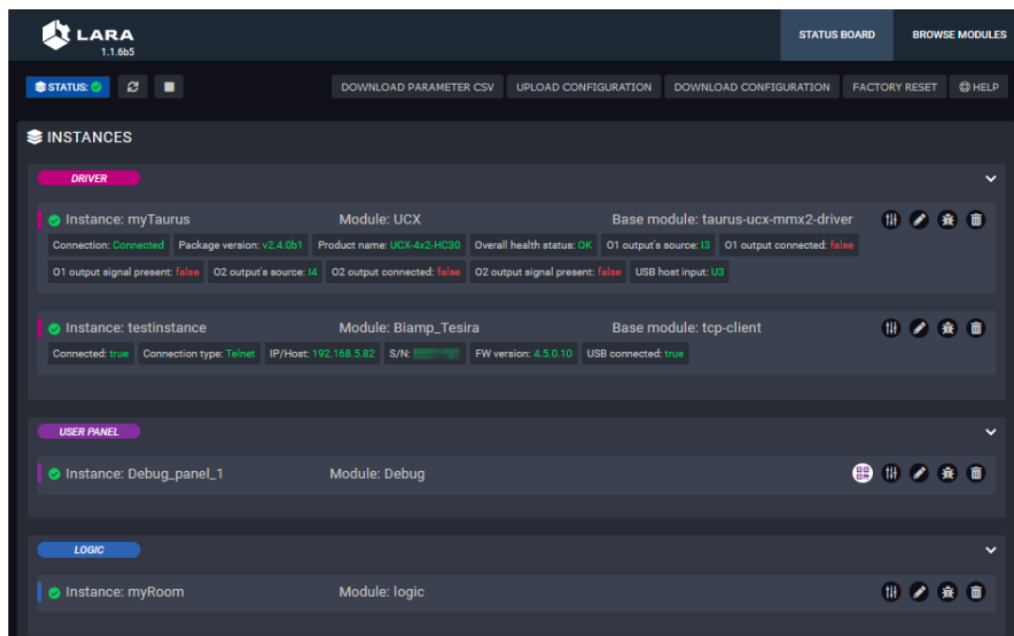 LARA
1.1.6b5
STATUS BOARD
BROWSE MODULES
STATUS:
DOWNLOAD PARAMETER CSV
UPLOAD CONFIGURATION
DOWNLOAD CONFIGURATION
FACTORY RESET
HELP
INSTANCES
DRIVER
Instance: myTaurus Module: UCX Base module: taurus-ucx-mmx2-driver
Connection: Connected Package version: v2.4.0b1 Product name: UCX-4x2-HC30 Overall health status: OK O1 output's source: I3 O1 output connected: false
O1 output signal present: false O2 output's source: I4 O2 output connected: false O2 output signal present: false USB host input: U3
Instance: testinstance Module: Biamp_Tesira Base module: tcp-client
Connected: true Connection type: Telnet IP/Host: 192.168.5.82 S/N: FW version: 4.5.0.10 USB connected: true
USER PANEL
Instance: Debug_panel_1 Module: Debug
LOGIC
Instance: myRoom Module: logic